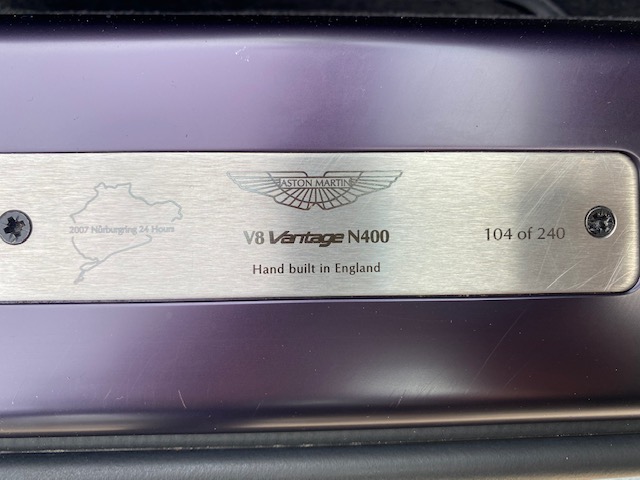 2007 Nürburgring 24 Hours
ASTON MARTIN
V8 Vantage N400
Hand built in England
104 of 240